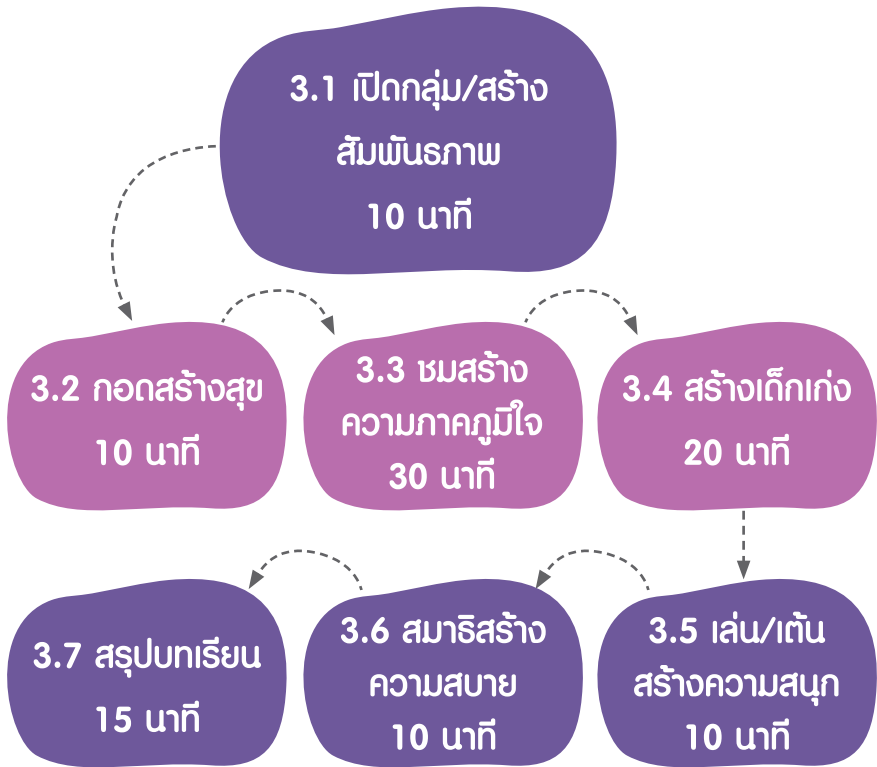 3.1 เปิดกลุ่ม/สร้าง
สัมพันธภาพ
10 นาที
3.2 กอดสร้างสุข
10 นาที
3.3 ชมสร้าง
ความภาคภูมิใจ
30 นาที
3.4 สร้างเด็กเก่ง
20 นาที
3.5 เล่น/เต้น
สร้างความสนุก
10 นาที
3.6 สมาธิสร้าง
ความสบาย
10 นาที
3.7 สรุปบทเรียน
15 นาที